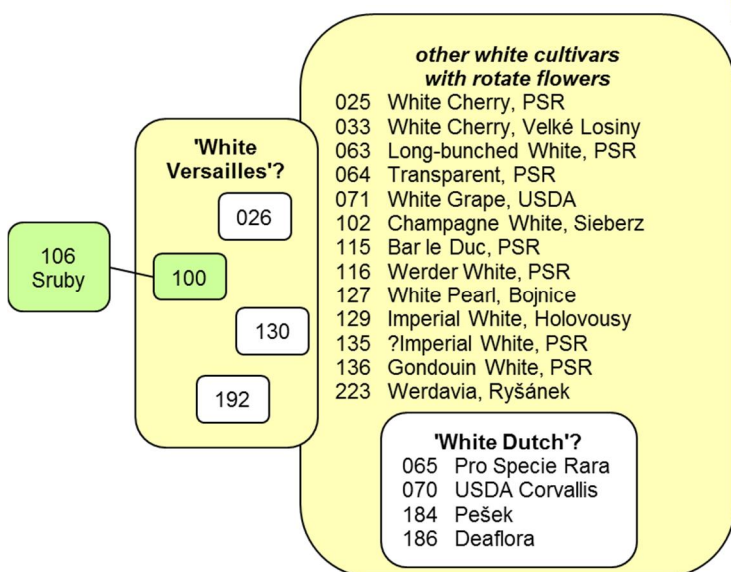 other white cultivars
with rotate flowers
025 White Cherry, PSR
033 White Cherry, Velké Losiny
063 Long-bunched White, PSR
064 Transparent, PSR
071 White Grape, USDA
102 Champagne White, Sieberz
115 Bar le Duc, PSR
116 Werder White, PSR
127 White Pearl, Bojnice
129 Imperial White, Holovousy
135 ?Imperial White, PSR
136 Gondouin White, PSR
223 Werdavia, Ryšánek
'White Dutch'?
065 Pro Specie Rara
070 USDA Corvallis
184 Pešek
186 Deaflora
'White
Versailles'?
026
100
130
192
106
Sruby